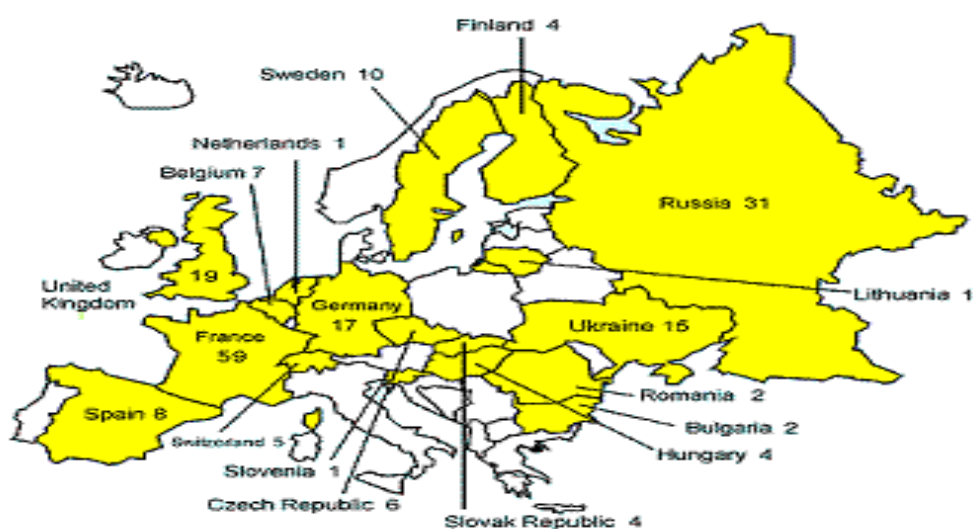 Finland 4
Sweden 10
Netherlands 1
Belgium 7
Russia 31
19
United
Kingdom
Lithuania 1
Germany
17
Ukraine 15
France
59
Romania 2
Spain 8
Bulgaria 2
Switzerland 5
Hungary 4
Slovenia 1
Czech Republic 6
Slovak Republic 4